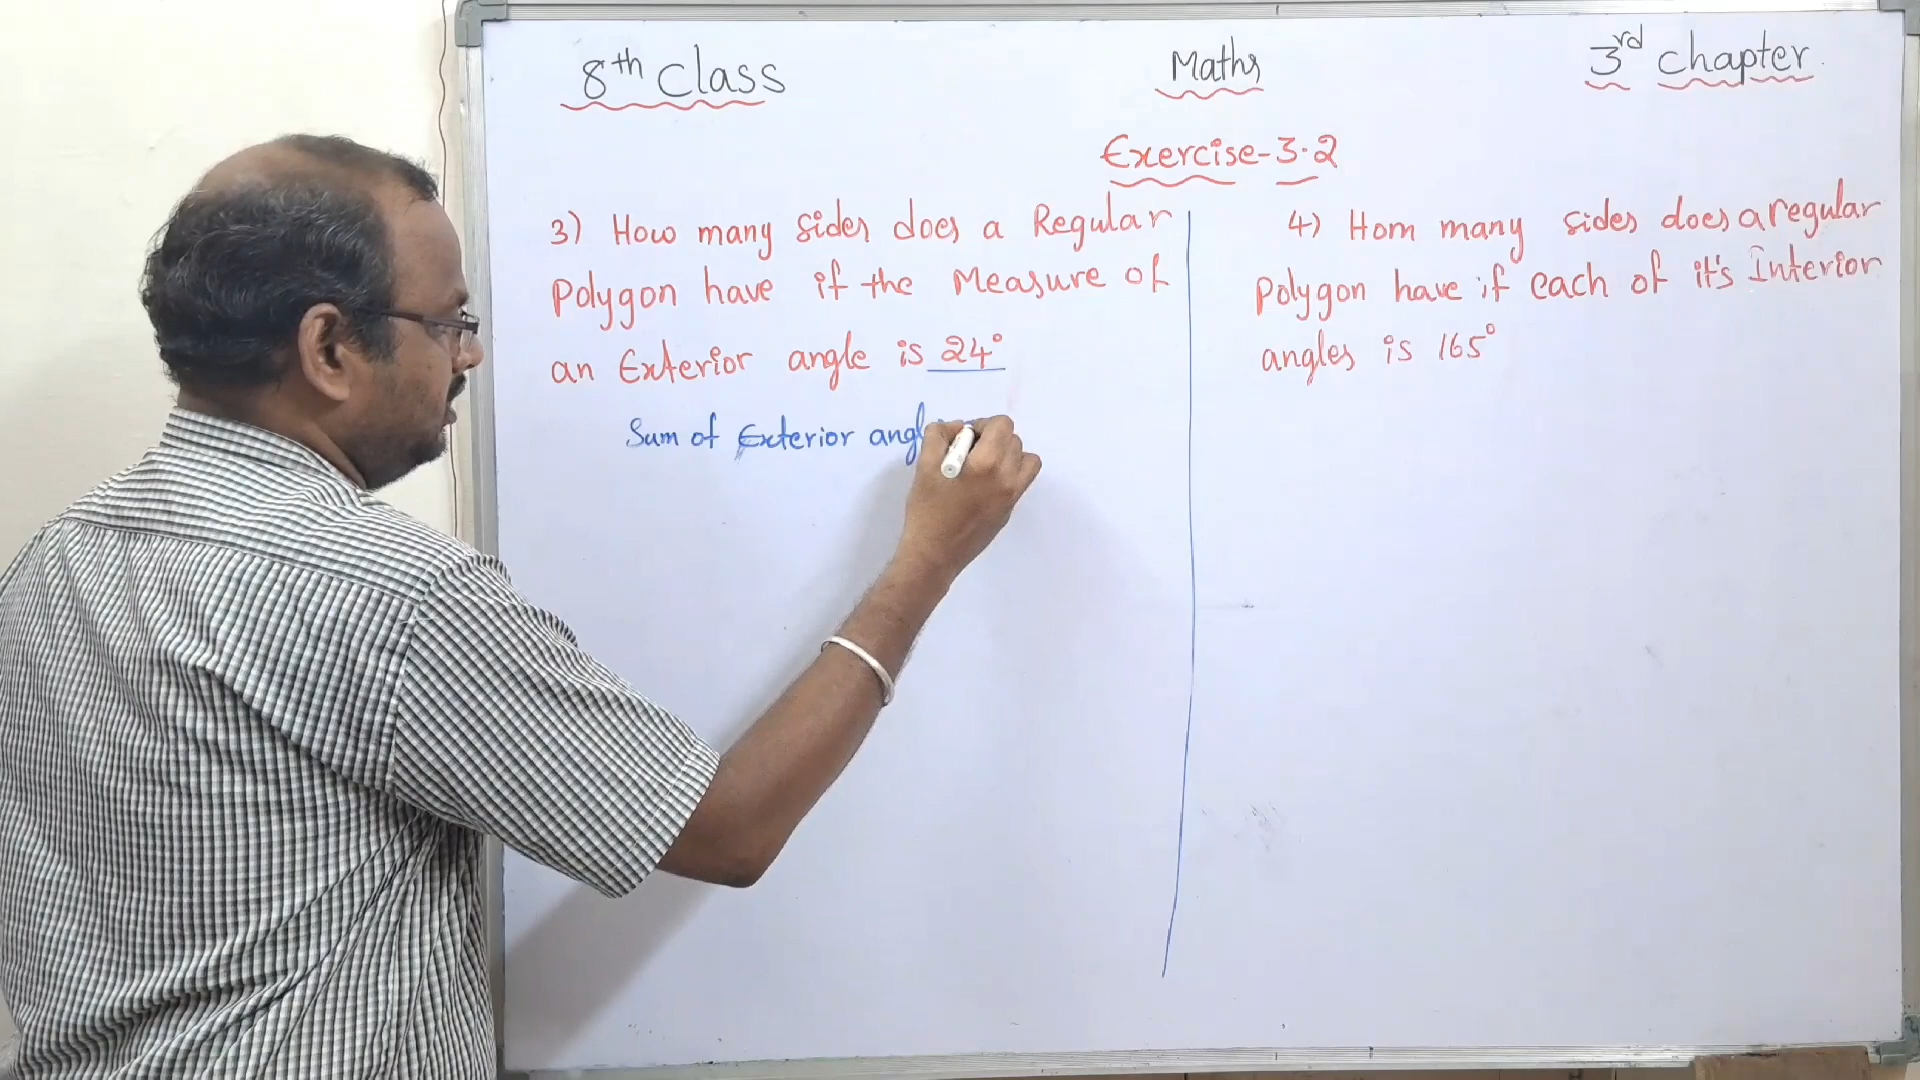 8th Class Maths 3rd chapter
Exercise-3.2
3) How many sides does a Regular
Polygon have if the Measure of
an Exterior angle is 24°
Sum of Exterior angl
4) Hom many sides does a regular
Polygon have if each of it's Interior
angles is 165°